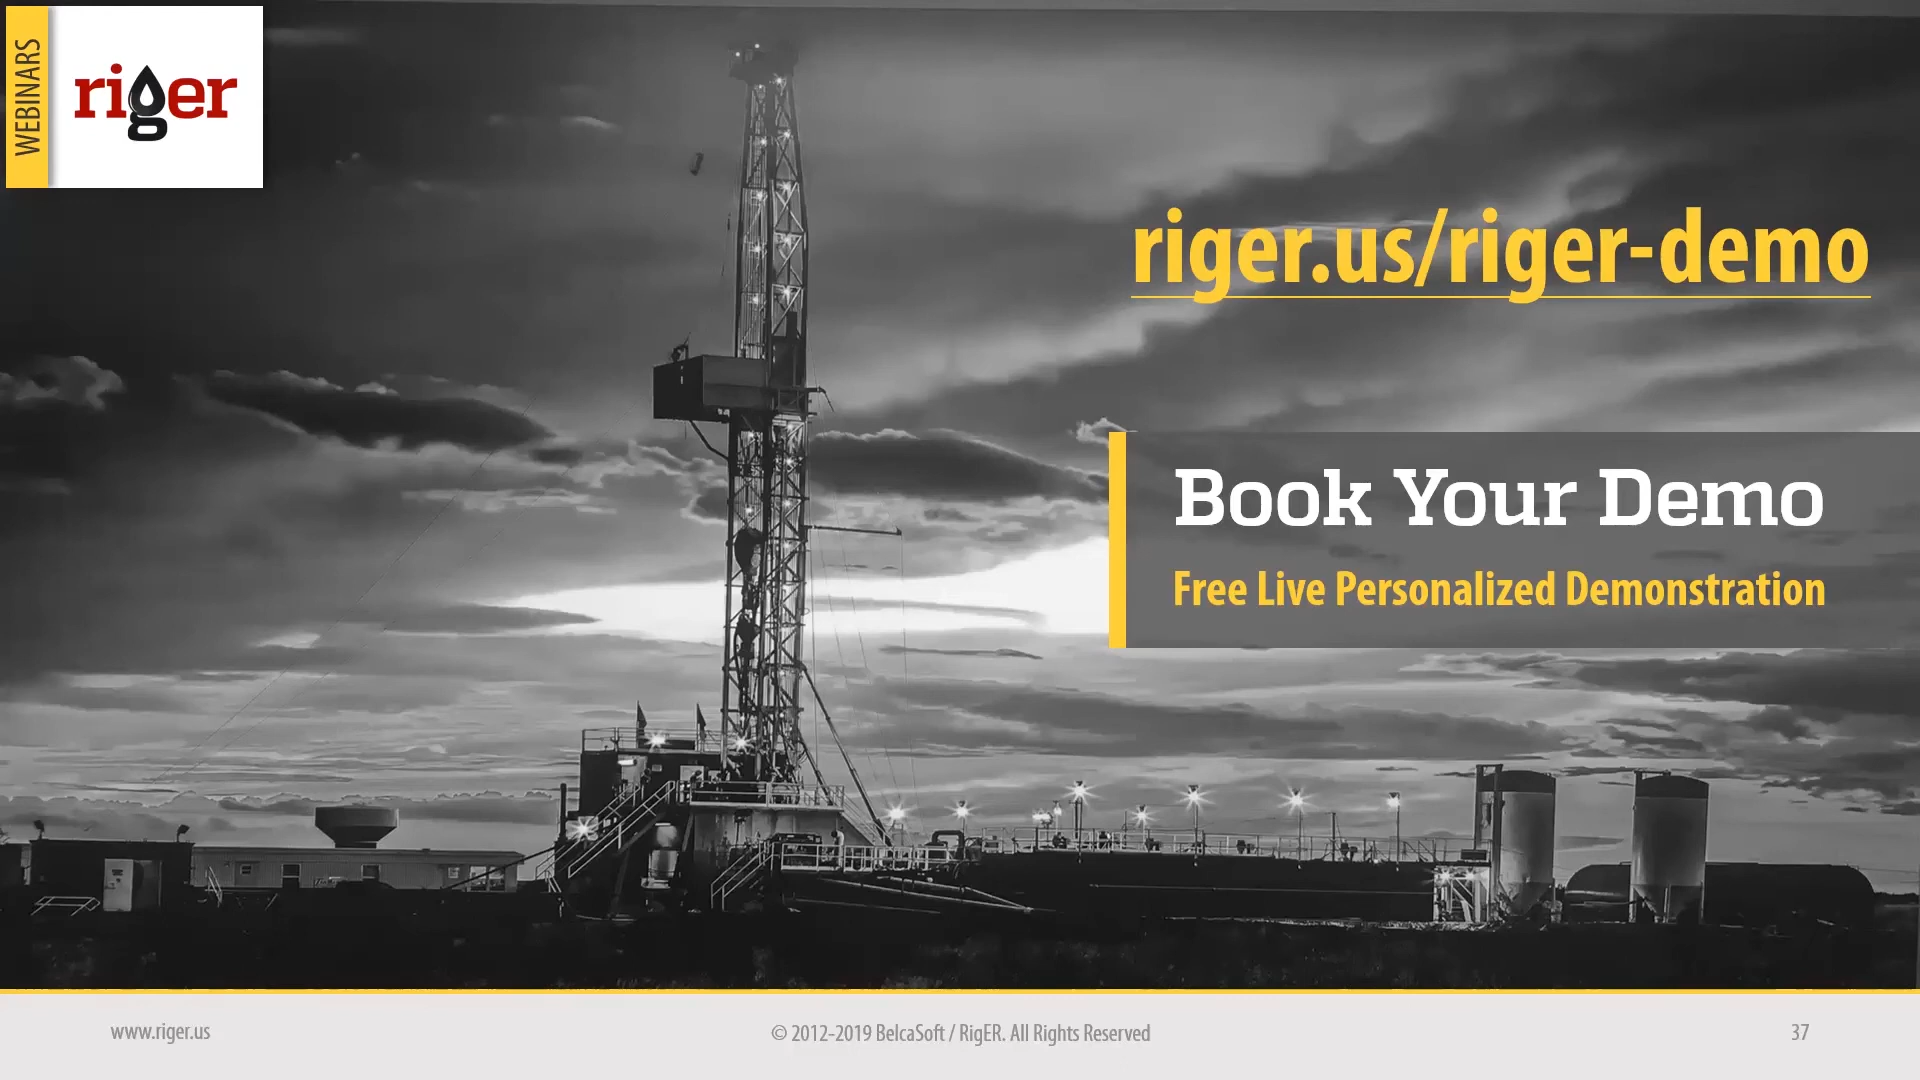 WEBINARS
riger
riger.us/riger-demo
Book Your Demo
Free Live Personalized Demonstration
www.riger.us
© 2012-2019 BelcaSoft / RigER. All Rights Reserved
37